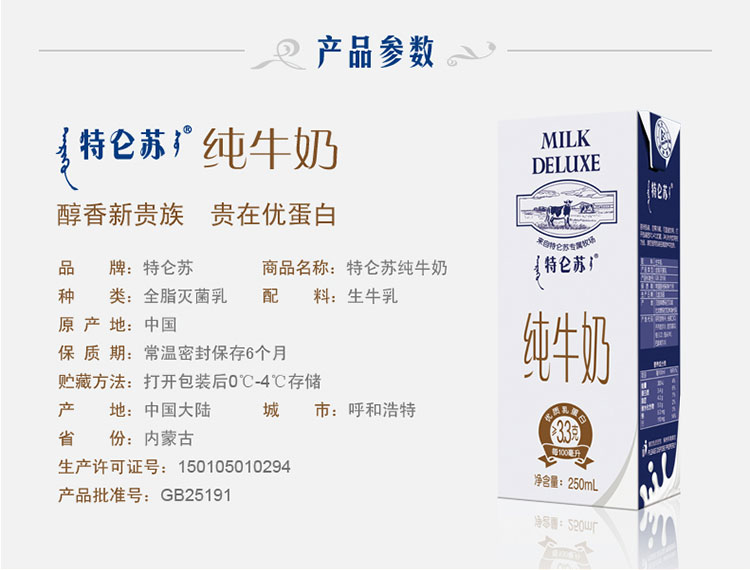 产品参数
特仑苏® 纯牛奶
醇香新贵族 贵在优蛋白
品 牌：特仑苏 商品名称：特仑苏纯牛奶
种 类：全脂灭菌乳 配 料：生牛乳
原 产 地：中国
保 质 期：常温密封保存6个月
贮藏方法：打开包装后0℃-4℃存储
产 地：中国大陆 城 市：呼和浩特
省 份：内蒙古
生产许可证号：150105010294
产品批准号：GB25191
MILK
DELUXE
来自特仑苏专属牧场
特仑苏
纯牛奶
优质乳蛋白
≥3.3克
每100毫升
净含量：250mL
特仑苏